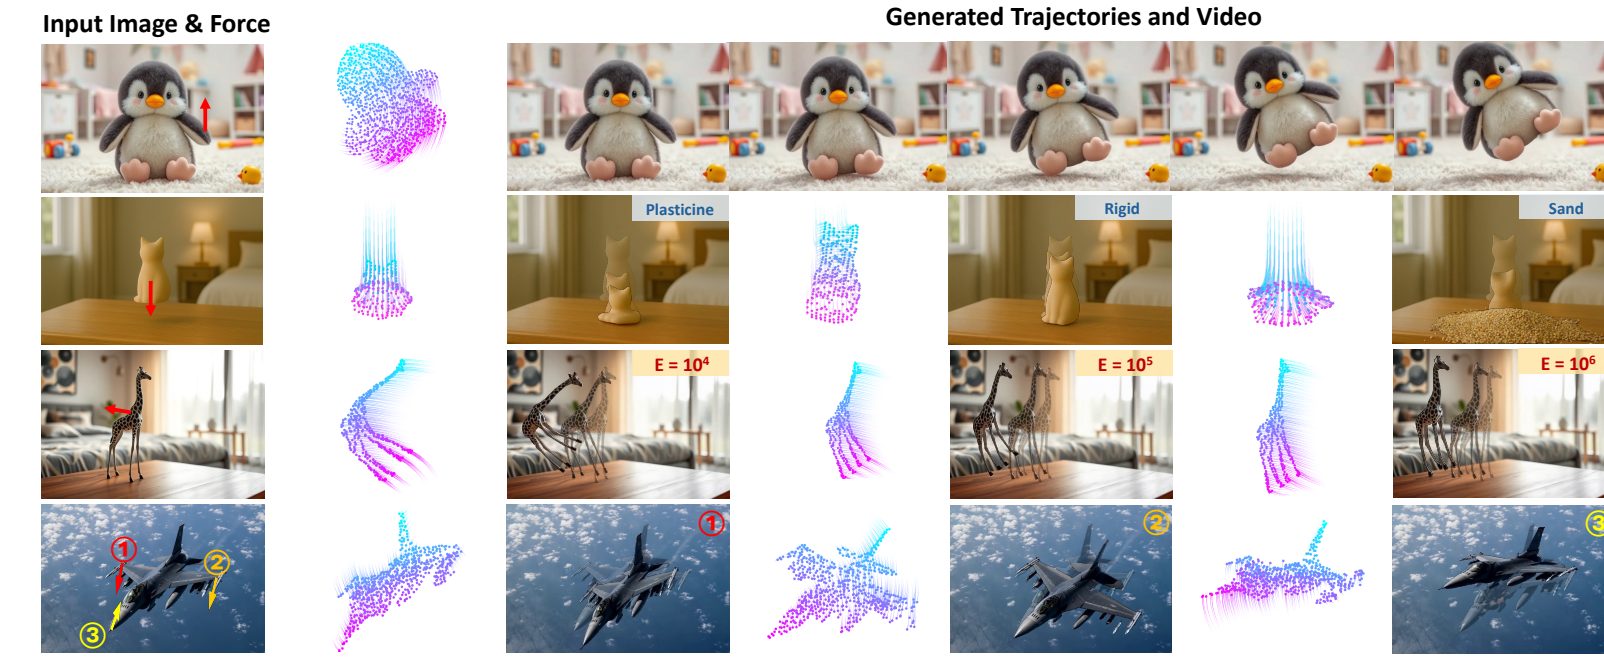 Input Image & Force
Generated Trajectories and Video
Plasticine
Rigid
Sand
E = 10⁴
E = 10⁵
E = 10⁶
①
②
③
①
②
③